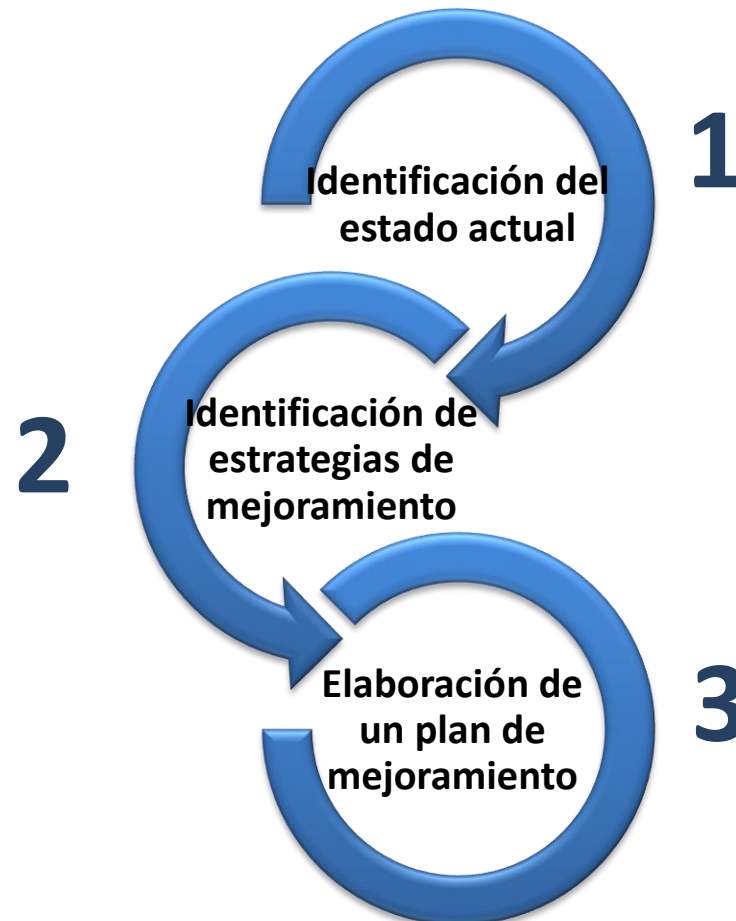 1
Identificación del
estado actual
2
Identificación de
estrategias de
mejoramiento
3
Elaboración de
un plan de
mejoramiento